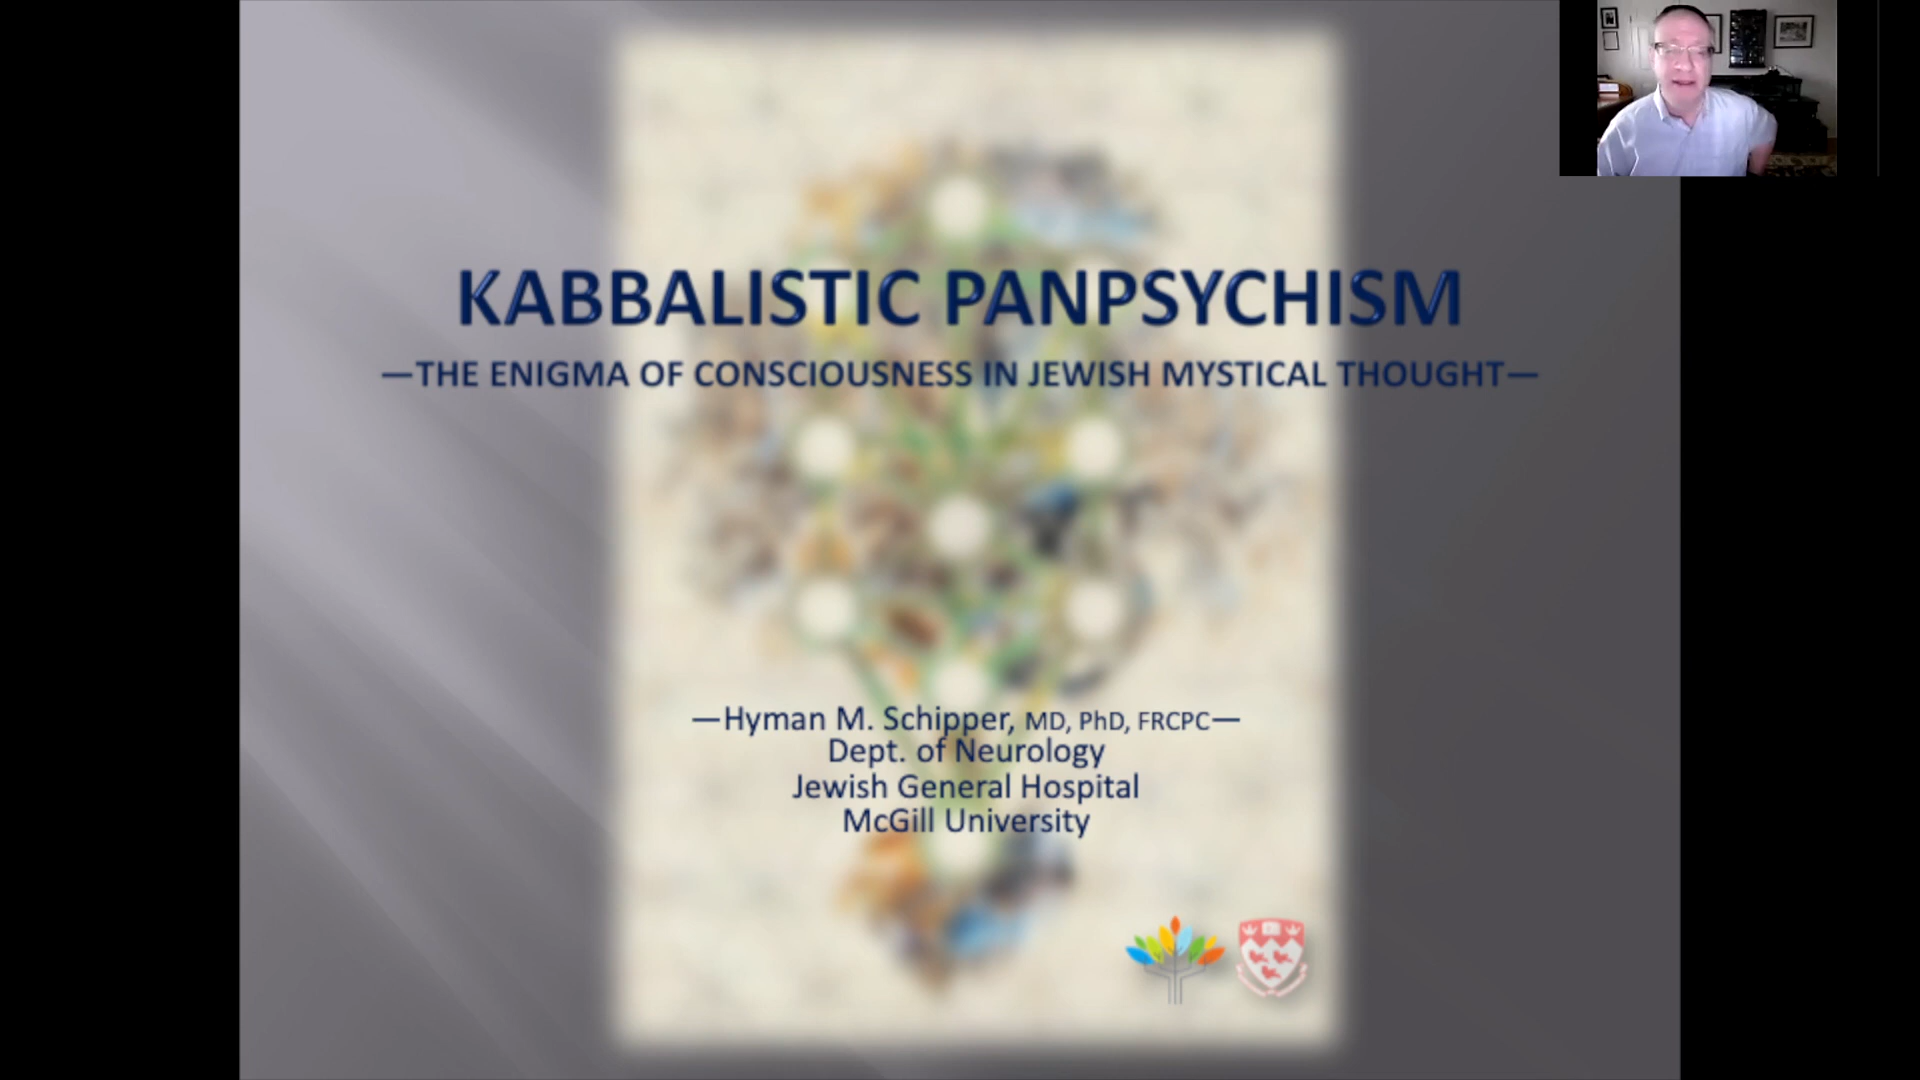 KABBALISTIC PANPSYCHISM
—THE ENIGMA OF CONSCIOUSNESS IN JEWISH MYSTICAL THOUGHT—
—Hyman M. Schipper, MD, PhD, FRCPC—
Dept. of Neurology
Jewish General Hospital
McGill University